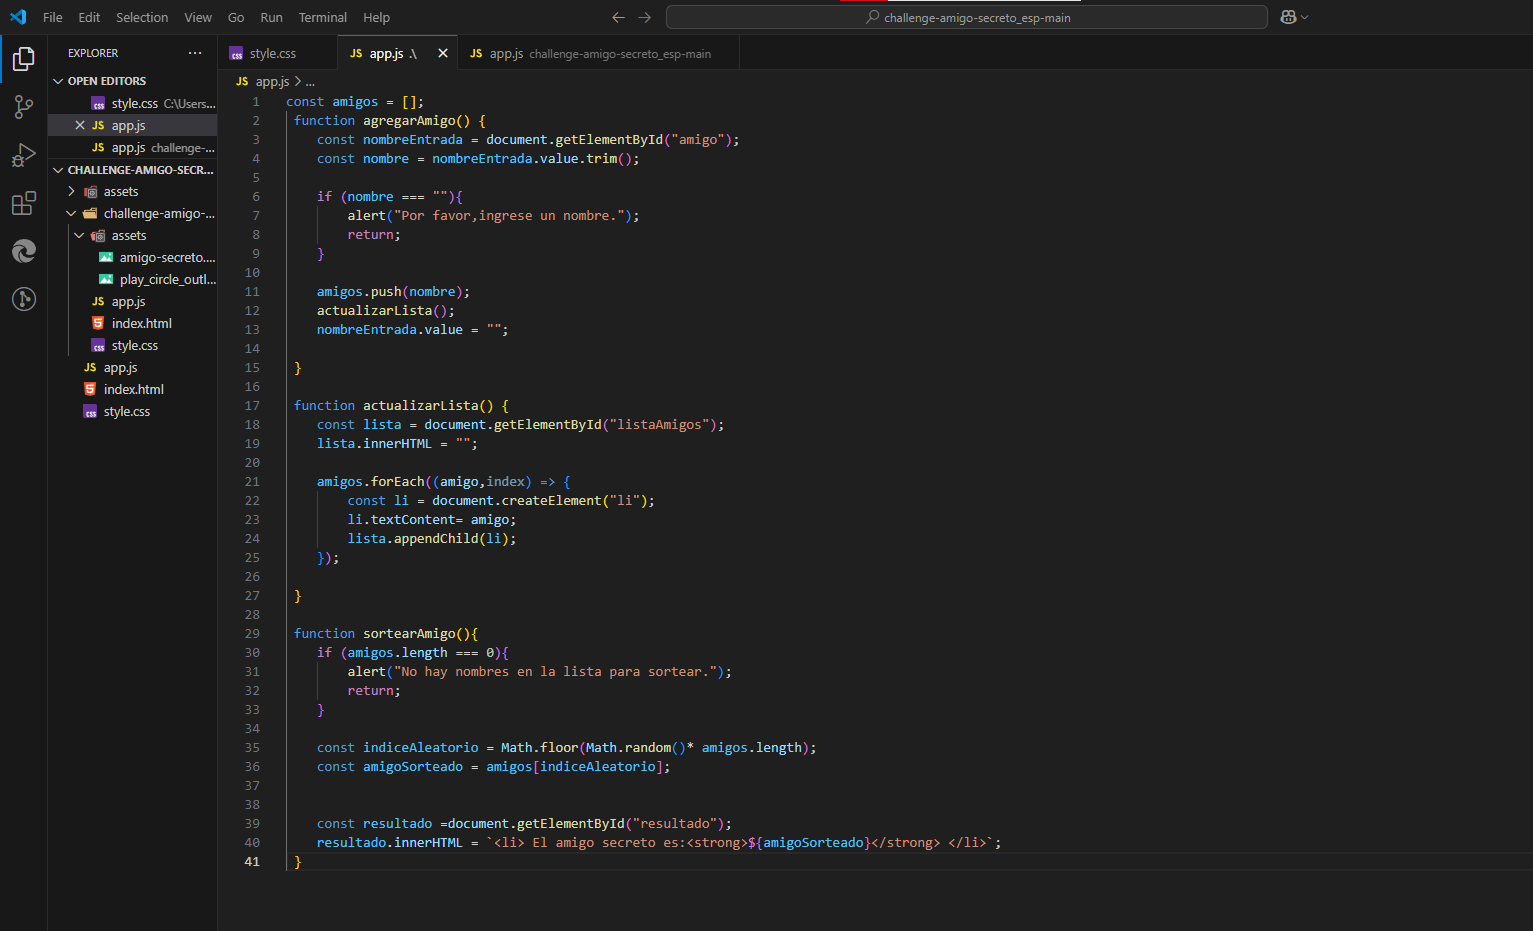 File Edit Selection View Go Run Terminal Help
challenge-amigo-secreto_esp-main
EXPLORER
OPEN EDITORS
style.css C:\Users...
app.js
app.js challenge-...
CHALLENGE-AMIGO-SECR...
assets
challenge-amigo-...
assets
amigo-secreto....
play_circle_outl...
app.js
index.html
style.css
app.js
index.html
style.css
style.css
app.js .\
app.js challenge-amigo-secreto_esp-main
app.js > ...
1 const amigos = [];
2 function agregarAmigo() {
3 const nombreEntrada = document.getElementById("amigo");
4 const nombre = nombreEntrada.value.trim();
5
6 if (nombre === ""){
7 alert("Por favor,ingrese un nombre.");
8 return;
9 }
10
11 amigos.push(nombre);
12 actualizarLista();
13 nombreEntrada.value = "";
14
15 }
16
17 function actualizarLista() {
18 const lista = document.getElementById("listaAmigos");
19 lista.innerHTML = "";
20
21 amigos.forEach((amigo,index) => {
22 const li = document.createElement("li");
23 li.textContent= amigo;
24 lista.appendChild(li);
25 });
26
27 }
28
29 function sortearAmigo(){
30 if (amigos.length === 0){
31 alert("No hay nombres en la lista para sortear.");
32 return;
33 }
34
35 const indiceAleatorio = Math.floor(Math.random()* amigos.length);
36 const amigoSorteado = amigos[indiceAleatorio];
37
38
39 const resultado =document.getElementById("resultado");
40 resultado.innerHTML = `<li> El amigo secreto es:<strong>${amigoSorteado}</strong> </li>`;
41 }